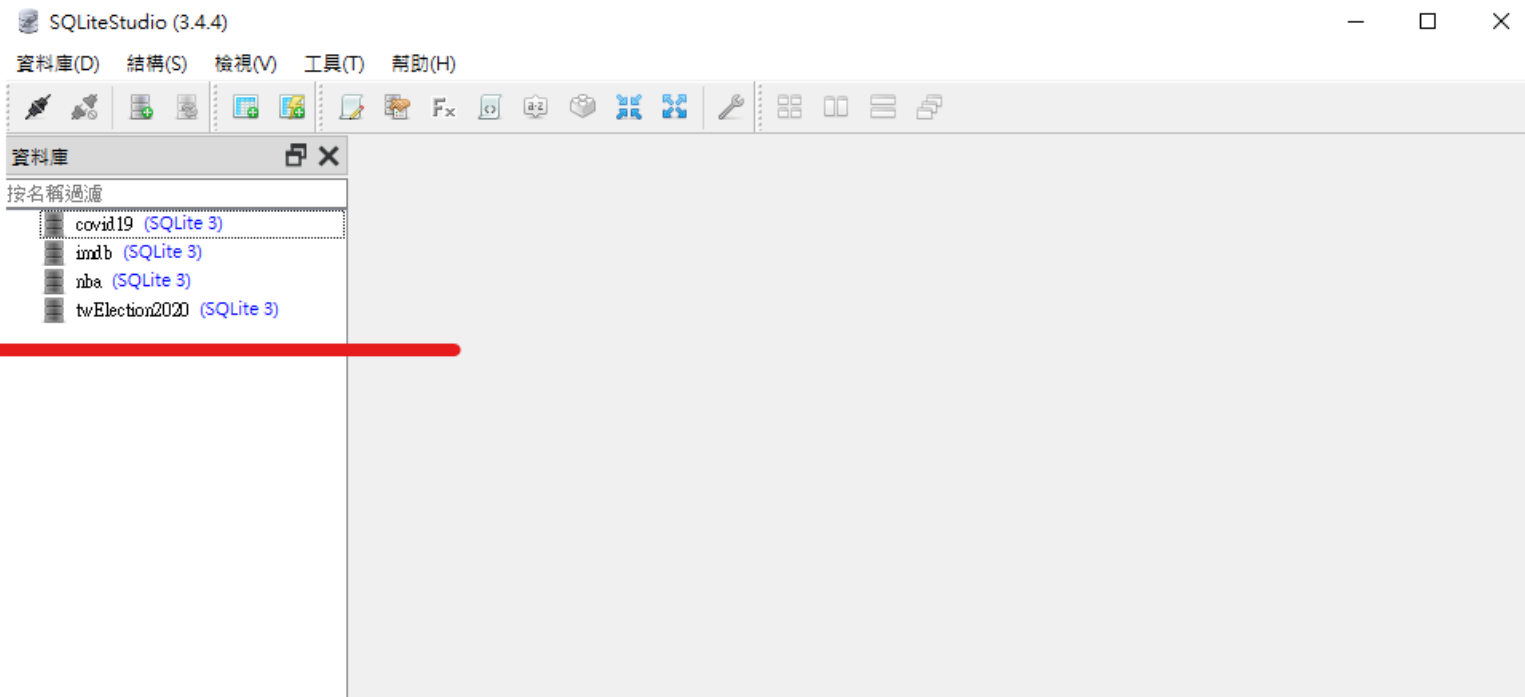 SQLiteStudio (3.4.4)
資料庫(D) 結構(S) 檢視(V) 工具(T) 幫助(H)
Fx a-z
資料庫
按名稱過濾
covid19 (SQLite 3)
imdb (SQLite 3)
nba (SQLite 3)
twElection2020 (SQLite 3)